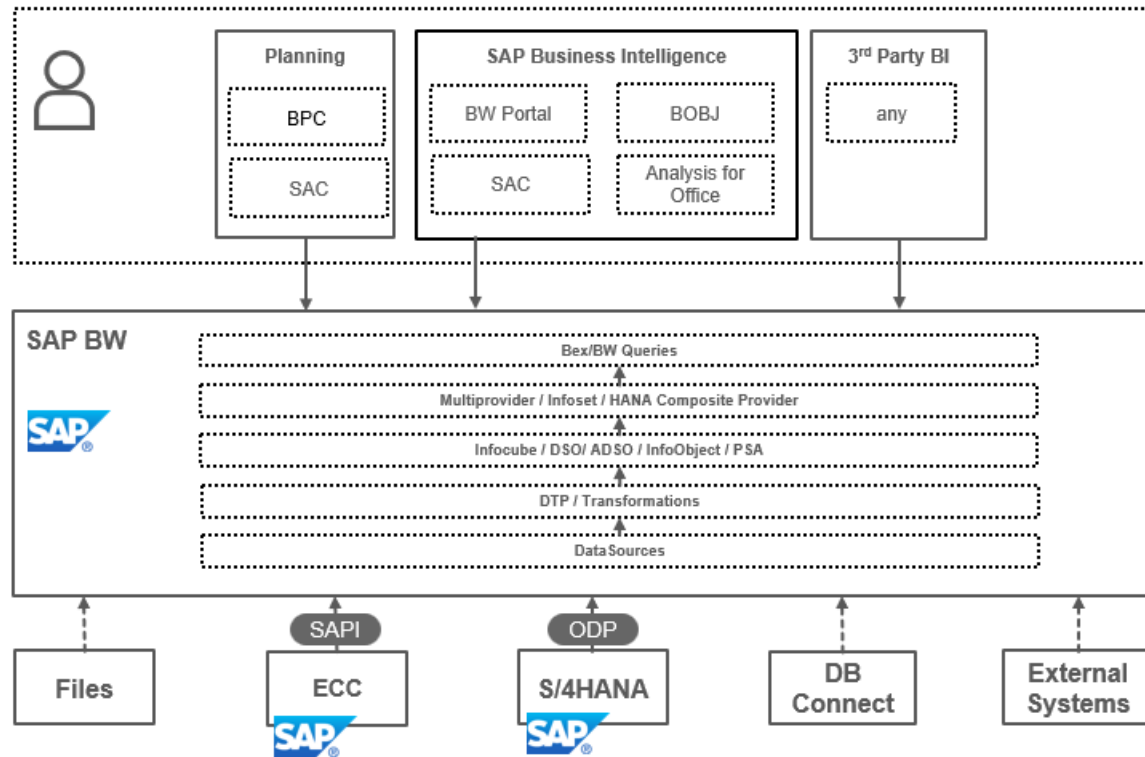 Planning
SAP Business Intelligence
3rd Party BI
BPC
BW Portal
BOBJ
any
SAC
SAC
Analysis for
Office
SAP BW
Bex/BW Queries
Multiprovider / Infoset / HANA Composite Provider
SAP®
Infocube / DSO/ ADSO / InfoObject / PSA
DTP / Transformations
DataSources
SAPI
ODP
Files
ECC
S/4HANA
DB
Connect
External
Systems
SAP®
SAP®